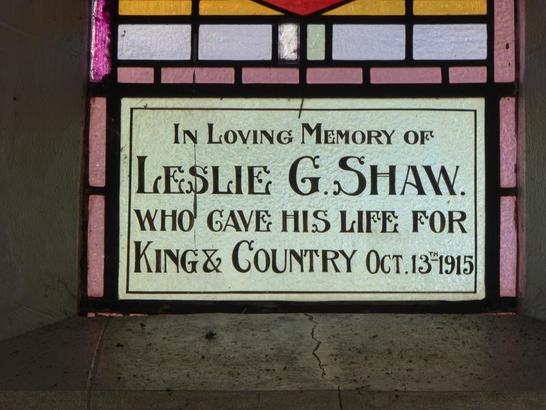 In Loving Memory of
Leslie G. Shaw.
who gave his life for
King & Country Oct. 13th 1915